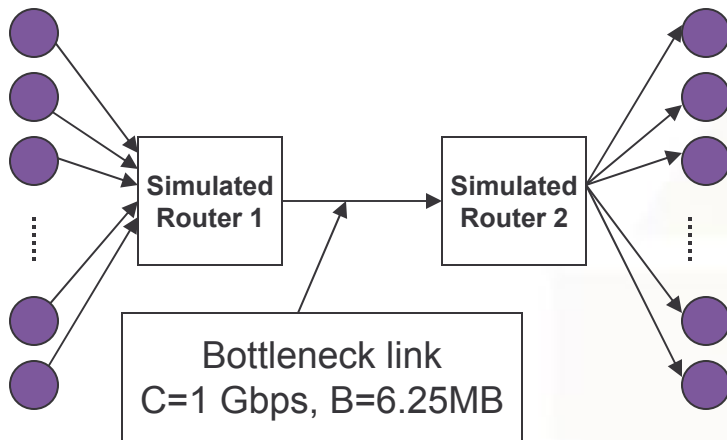 Simulated
Router 1
Simulated
Router 2
Bottleneck link
C=1 Gbps, B=6.25MB